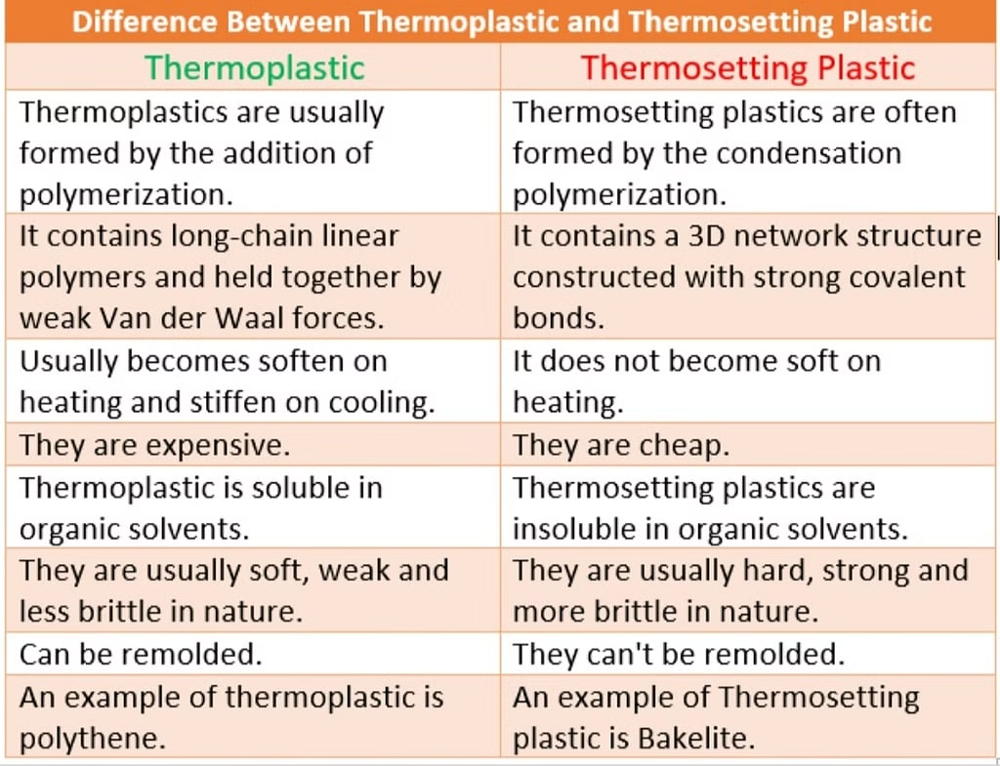 Difference Between Thermoplastic and Thermosetting Plastic
Thermoplastic
Thermosetting Plastic
Thermoplastics are usually
formed by the addition of
polymerization.
Thermosetting plastics are often
formed by the condensation
polymerization.
It contains long-chain linear
polymers and held together by
weak Van der Waal forces.
It contains a 3D network structure
constructed with strong covalent
bonds.
Usually becomes soften on
heating and stiffen on cooling.
It does not become soft on
heating.
They are expensive.
They are cheap.
Thermoplastic is soluble in
organic solvents.
Thermosetting plastics are
insoluble in organic solvents.
They are usually soft, weak and
less brittle in nature.
They are usually hard, strong and
more brittle in nature.
Can be remolded.
They can't be remolded.
An example of thermoplastic is
polythene.
An example of Thermosetting
plastic is Bakelite.